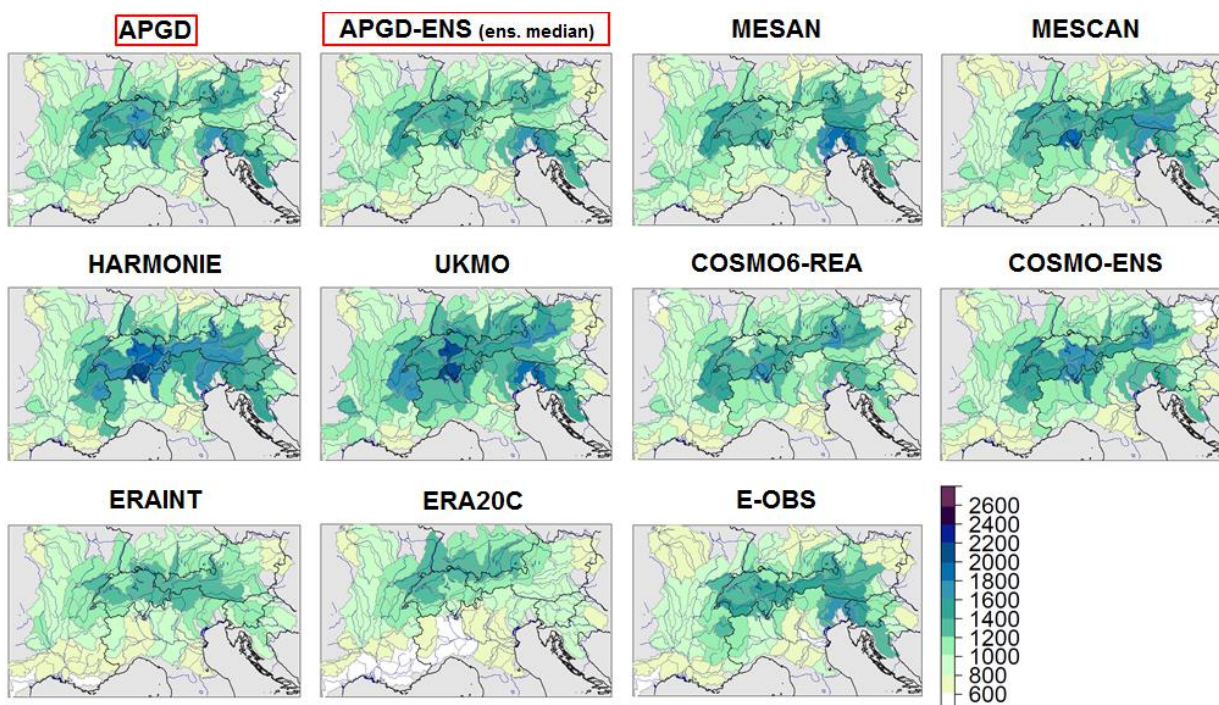 APGD
APGD-ENS (ens. median)
MESAN
MESCAN
HARMONIE
UKMO
COSMO6-REA
COSMO-ENS
ERAINT
ERA20C
E-OBS
2600
2400
2200
2000
1800
1600
1400
1200
1000
800
600